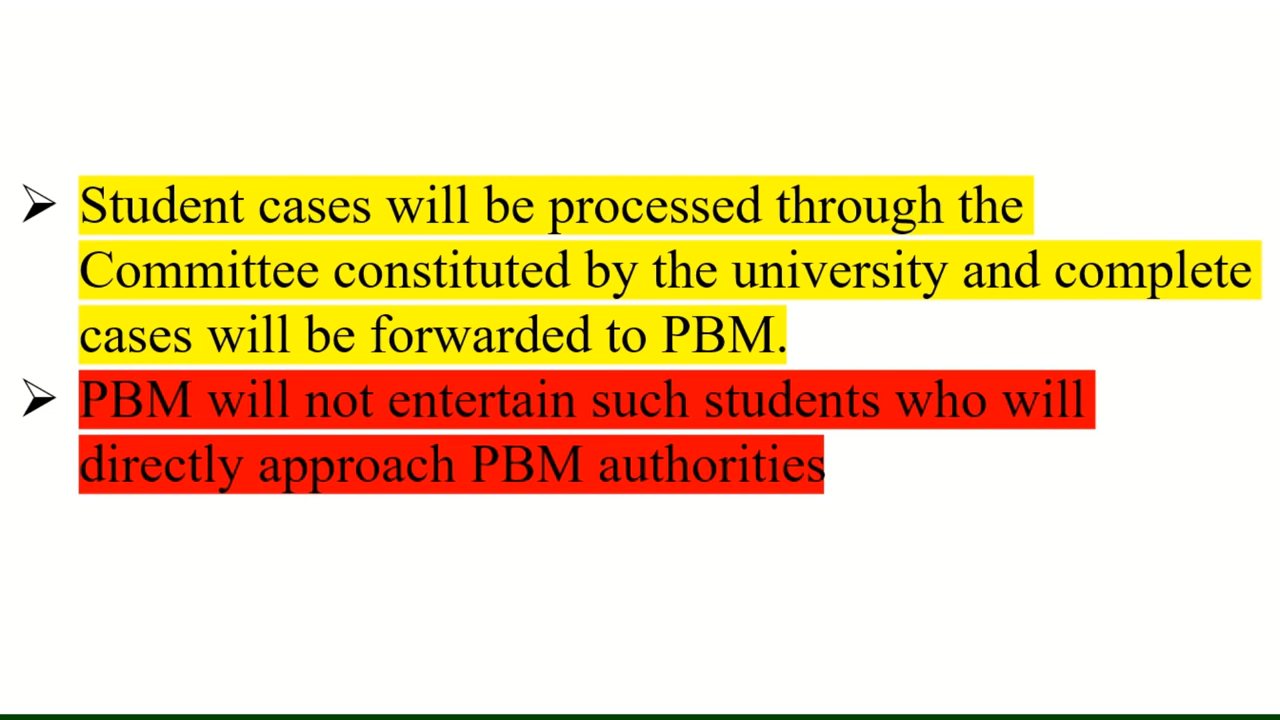 ➢ Student cases will be processed through the
Committee constituted by the university and complete
cases will be forwarded to PBM.
➢ PBM will not entertain such students who will
directly approach PBM authorities